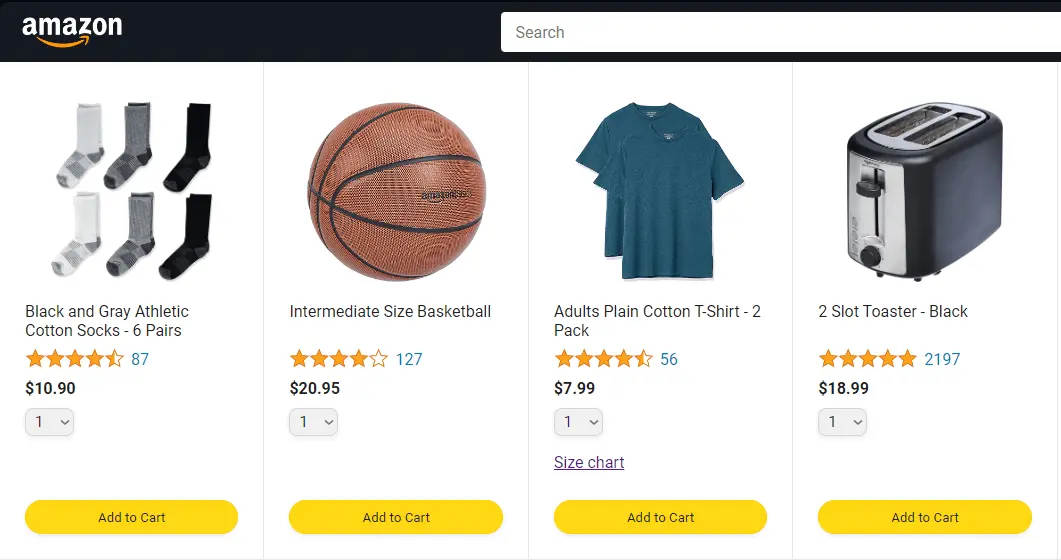 amazon
Search
Black and Gray Athletic
Cotton Socks - 6 Pairs
87
$10.90
1
Add to Cart
Intermediate Size Basketball
127
$20.95
1
Add to Cart
Adults Plain Cotton T-Shirt - 2
Pack
56
$7.99
1
Size chart
Add to Cart
2 Slot Toaster - Black
2197
$18.99
1
Add to Cart